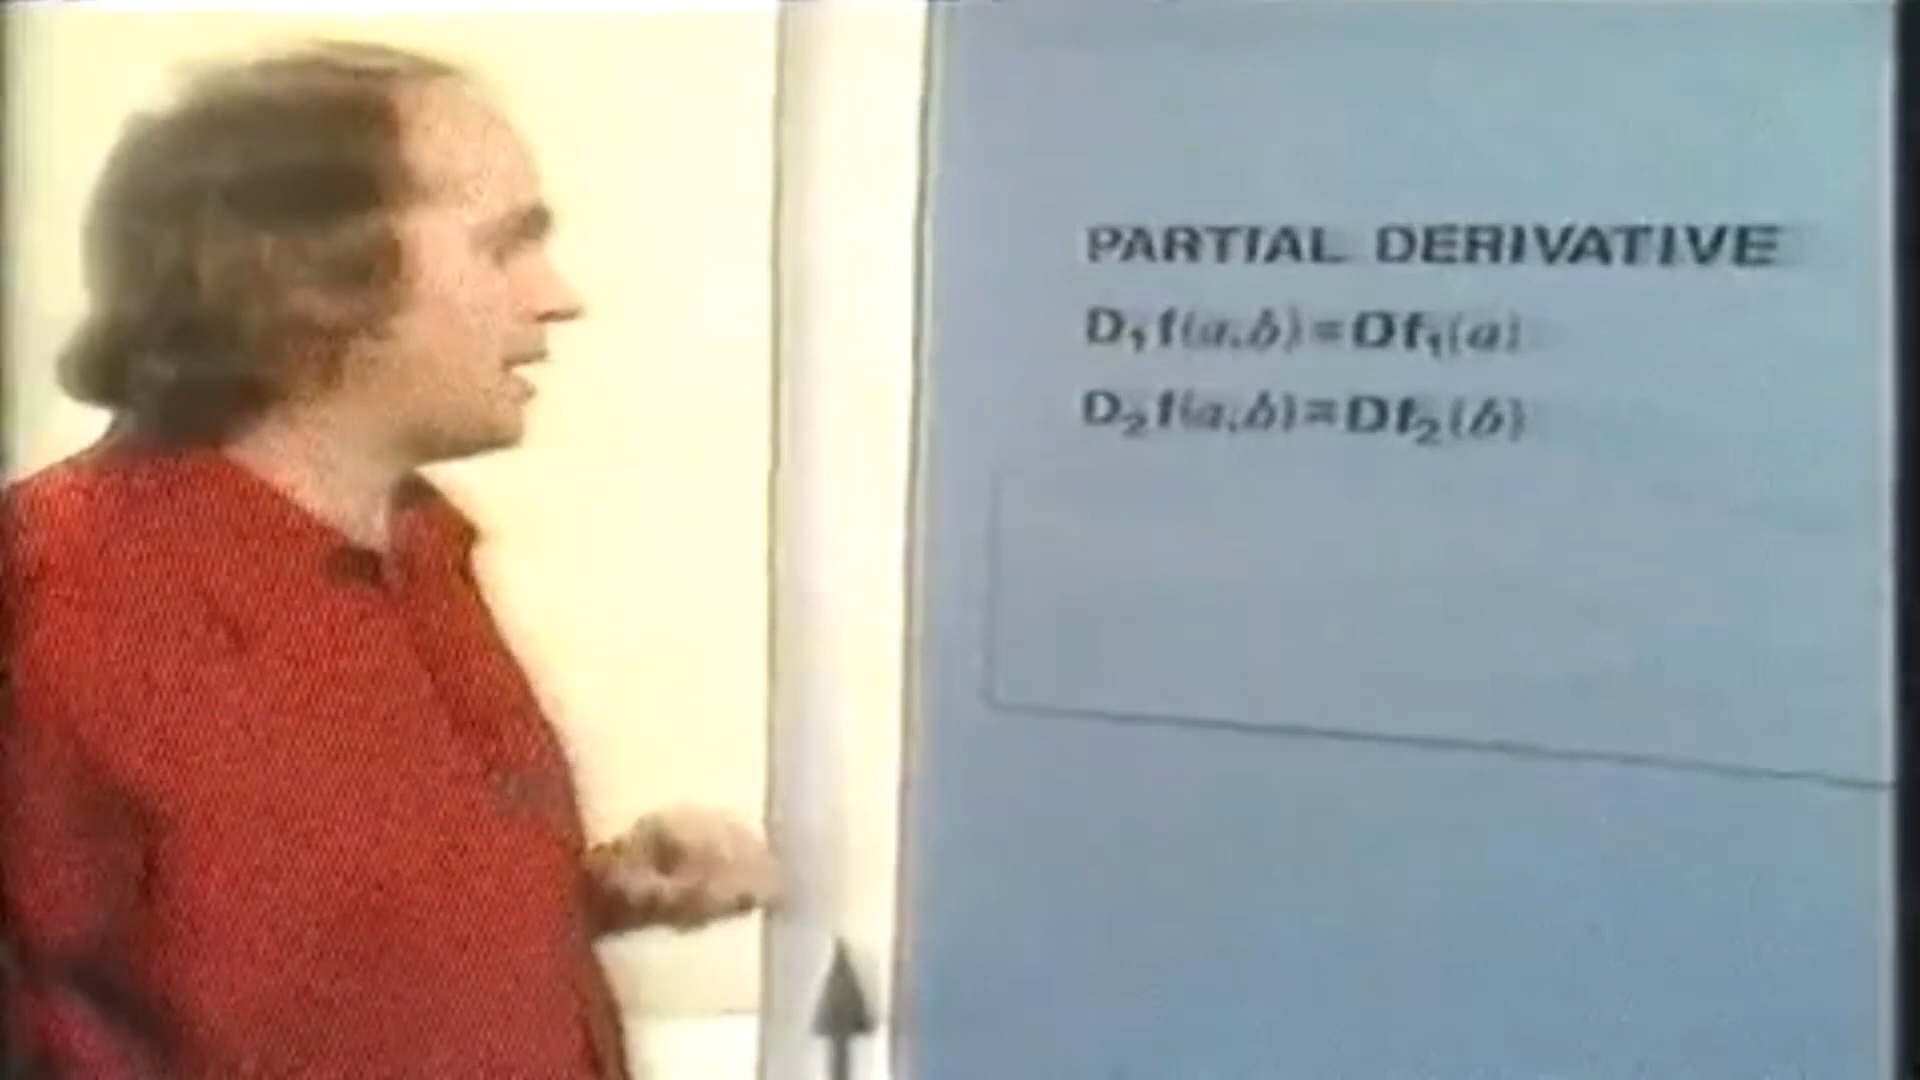 PARTIAL DERIVATIVE
D₁f(a,b)=Df₁(a)
D₂f(a,b)=Df₂(b)